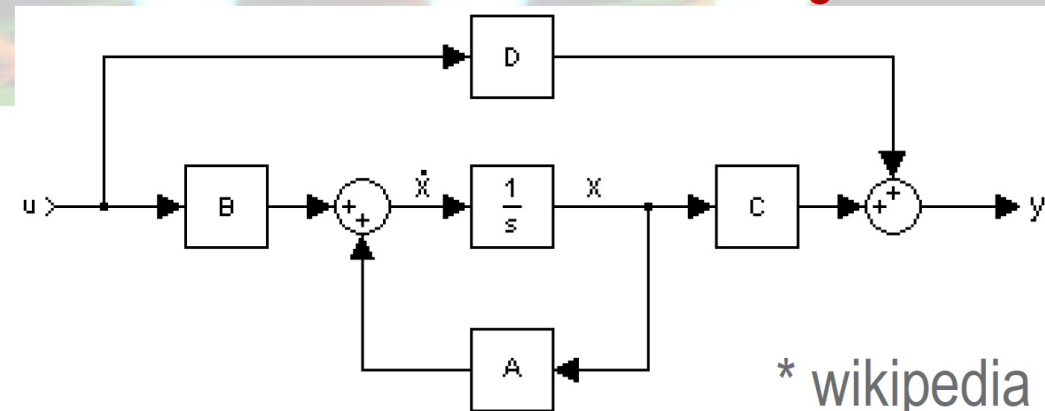 D
u B + + ẋ 1/s x C + + y
A
* wikipedia